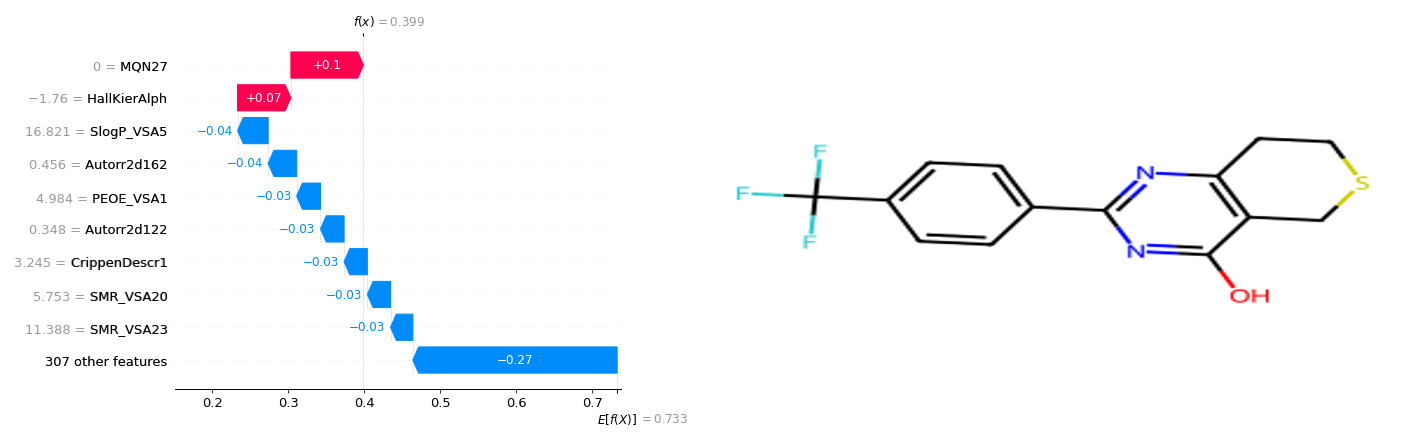 f(x) = 0.399
0 = MQN27
+0.1
−1.76 = HallKierAlph
+0.07
16.821 = SlogP_VSA5
−0.04
0.456 = Autorr2d162
−0.04
4.984 = PEOE_VSA1
−0.03
0.348 = Autorr2d122
−0.03
3.245 = CrippenDescr1
−0.03
5.753 = SMR_VSA20
−0.03
11.388 = SMR_VSA23
−0.03
307 other features
−0.27
0.2 0.3 0.4 0.5 0.6 0.7
E[f(X)] = 0.733
F
F
F
N
N
S
OH